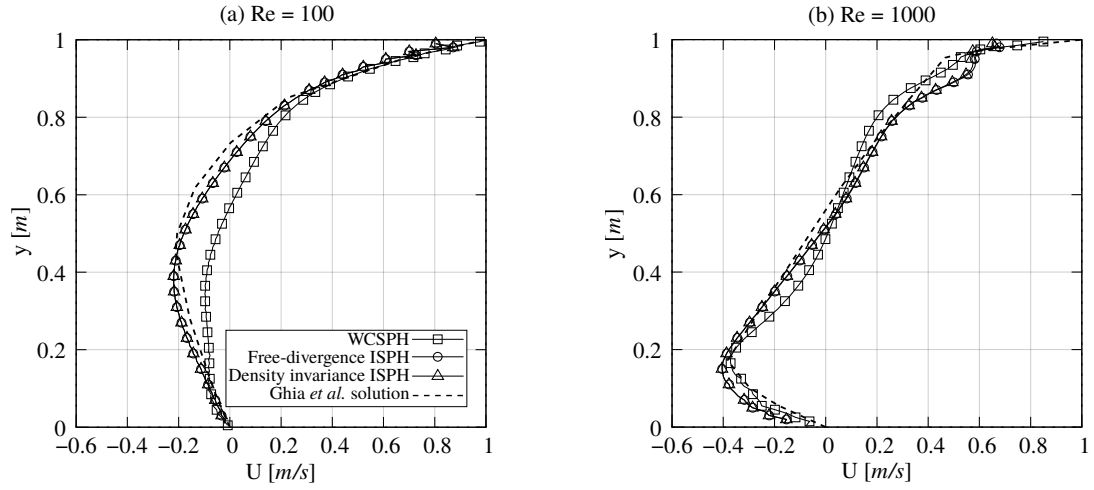 (a) Re = 100
1
0.8
0.6
0.4
0.2
0
y [m]
WCSPH
Free-divergence ISPH
Density invariance ISPH
Ghia et al. solution
−0.6 −0.4 −0.2 0 0.2 0.4 0.6 0.8 1
U [m/s]
(b) Re = 1000
1
0.8
0.6
0.4
0.2
0
y [m]
−0.6 −0.4 −0.2 0 0.2 0.4 0.6 0.8 1
U [m/s]